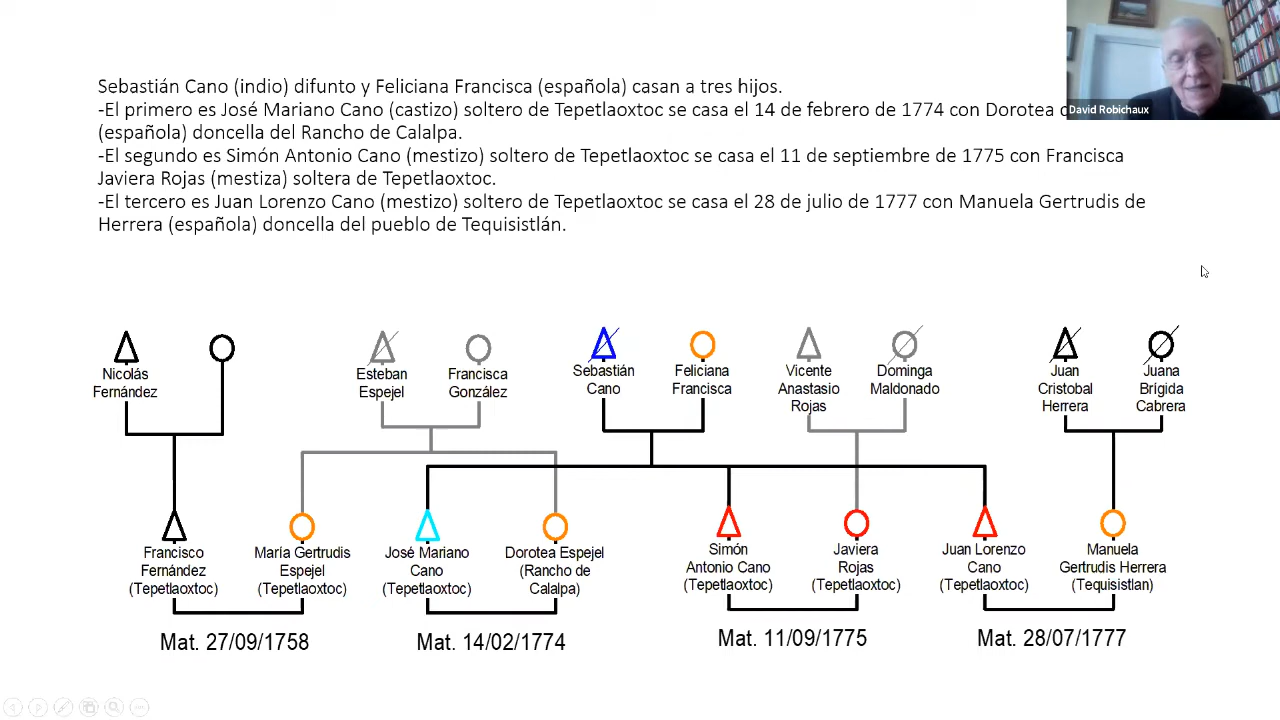 Sebastián Cano (indio) difunto y Feliciana Francisca (española) casan a tres hijos.
-El primero es José Mariano Cano (castizo) soltero de Tepetlaoxtoc se casa el 14 de febrero de 1774 con Dorotea
(española) doncella del Rancho de Calalpa.
-El segundo es Simón Antonio Cano (mestizo) soltero de Tepetlaoxtoc se casa el 11 de septiembre de 1775 con Francisca
Javiera Rojas (mestiza) soltera de Tepetlaoxtoc.
-El tercero es Juan Lorenzo Cano (mestizo) soltero de Tepetlaoxtoc se casa el 28 de julio de 1777 con Manuela Gertrudis de
Herrera (española) doncella del pueblo de Tequisistlán.
David Robichaux
Nicolás
Fernández
Esteban
Espejel
Francisca
González
Sebastián
Cano
Feliciana
Francisca
Vicente
Anastasio
Rojas
Dominga
Maldonado
Juan
Cristobal
Herrera
Juana
Brigida
Cabrera
Francisco
Fernández
(Tepetlaoxtoc)
María Gertrudis
Espejel
(Tepetlaoxtoc)
José Mariano
Cano
(Tepetlaoxtoc)
Dorotea Espejel
(Rancho de
Calalpa)
Simón
Antonio Cano
(Tepetlaoxtoc)
Javiera
Rojas
(Tepetlaoxtoc)
Juan Lorenzo
Cano
(Tepetlaoxtoc)
Manuela
Gertrudis Herrera
(Tequisistlan)
Mat. 27/09/1758
Mat. 14/02/1774
Mat. 11/09/1775
Mat. 28/07/1777